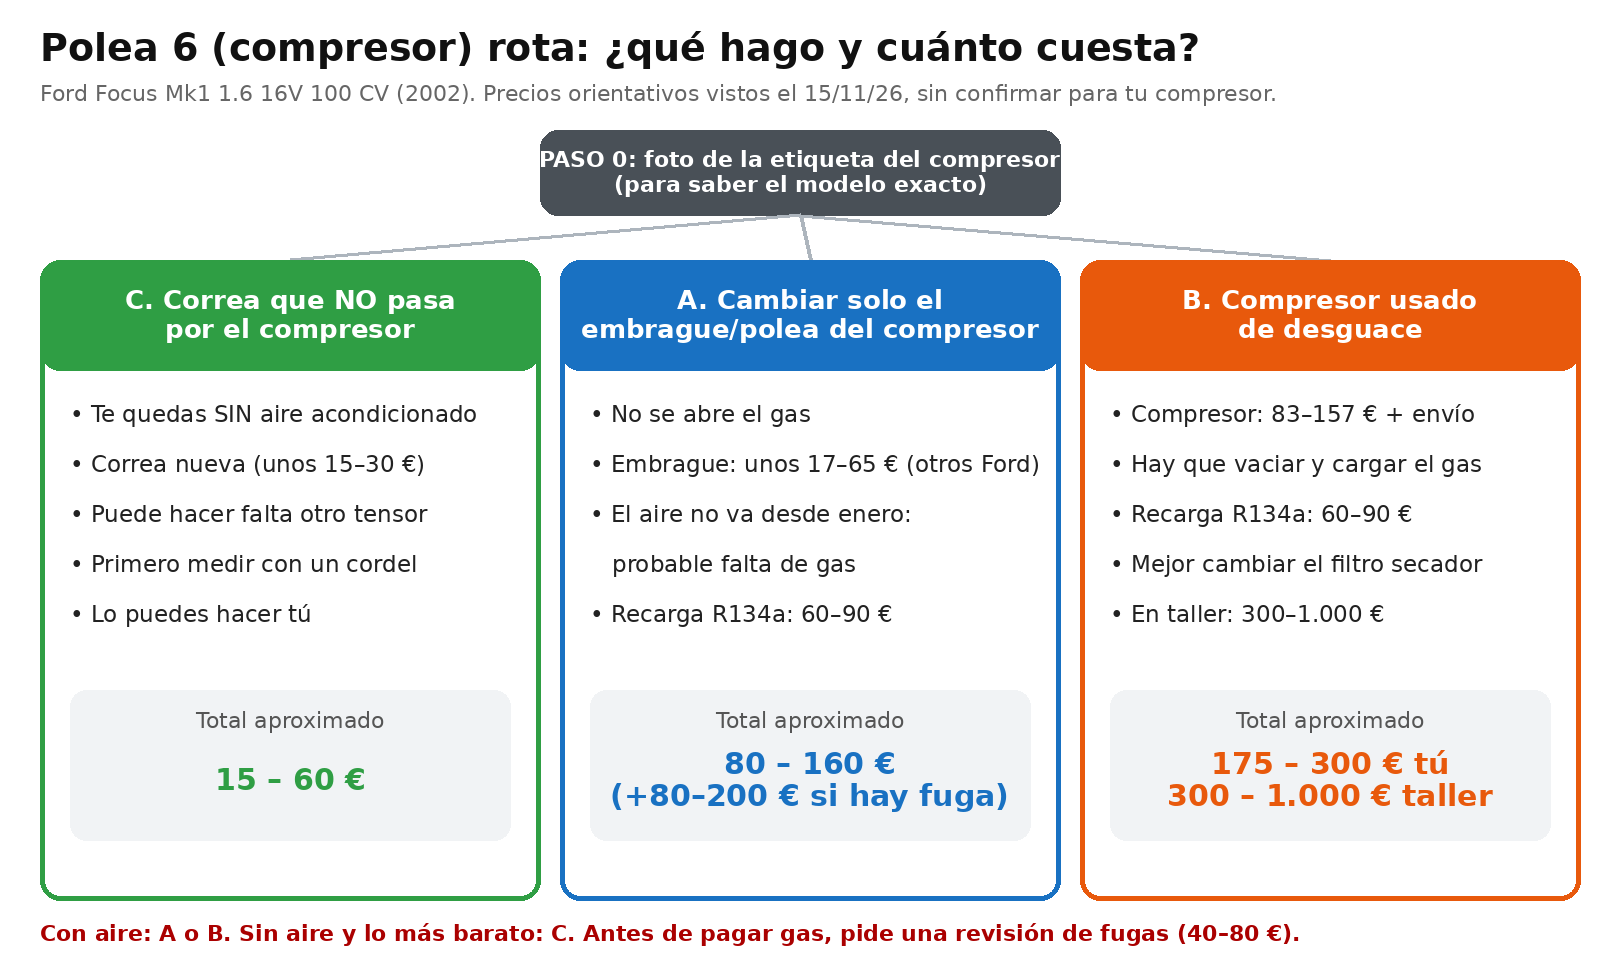 Polea 6 (compresor) rota: ¿qué hago y cuánto cuesta?
Ford Focus Mk1 1.6 16V 100 CV (2002). Precios orientativos vistos el 15/11/26, sin confirmar para tu compresor.
PASO 0: foto de la etiqueta del compresor
(para saber el modelo exacto)
C. Correa que NO pasa
por el compresor
• Te quedas SIN aire acondicionado
• Correa nueva (unos 15–30 €)
• Puede hacer falta otro tensor
• Primero medir con un cordel
• Lo puedes hacer tú
Total aproximado
15 – 60 €
A. Cambiar solo el
embrague/polea del compresor
• No se abre el gas
• Embrague: unos 17–65 € (otros Ford)
• El aire no va desde enero:
probable falta de gas
• Recarga R134a: 60–90 €
Total aproximado
80 – 160 €
(+80–200 € si hay fuga)
B. Compresor usado
de desguace
• Compresor: 83–157 € + envío
• Hay que vaciar y cargar el gas
• Recarga R134a: 60–90 €
• Mejor cambiar el filtro secador
• En taller: 300–1.000 €
Total aproximado
175 – 300 € tú
300 – 1.000 € taller
Con aire: A o B. Sin aire y lo más barato: C. Antes de pagar gas, pide una revisión de fugas (40–80 €).